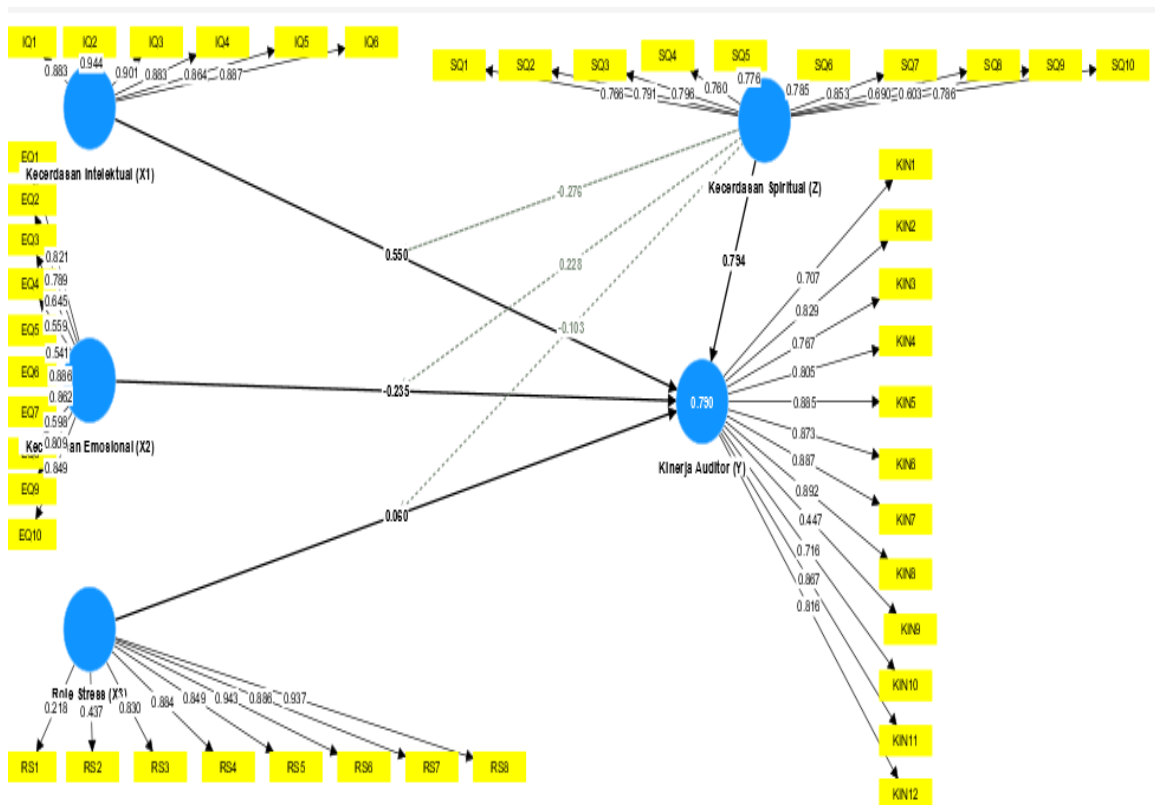 IQ1 IQ2 IQ3 IQ4 IQ5 IQ6
0.883 0.944 0.901 0.883 0.864 0.887
Kecerdasan Intelektual (X1)
SQ1 SQ2 SQ3 SQ4 SQ5 SQ6 SQ7 SQ8 SQ9 SQ10
0.766 0.791 0.796 0.760 0.776 0.785 0.853 0.690 0.603 0.786
Kecerdasan Spiritual (Z)
EQ1
EQ2
EQ3
EQ4
EQ5
EQ6
EQ7
EQ9
EQ10
0.821
0.789
0.645
0.559
0.541
0.886
0.862
0.598
0.809
0.849
Emosional (X2)
-0.276
0.550
0.228
0.794
-0.103
-0.235
0.060
0.790
Kinerja Auditor (Y)
KIN1
KIN2
KIN3
KIN4
KIN5
KIN6
KIN7
KIN8
KIN9
KIN10
KIN11
KIN12
0.707
0.829
0.767
0.805
0.885
0.873
0.887
0.892
0.447
0.716
0.867
0.816
Role Stress (X3)
0.218 0.437 0.830 0.884 0.849 0.943 0.886 0.937
RS1 RS2 RS3 RS4 RS5 RS6 RS7 RS8